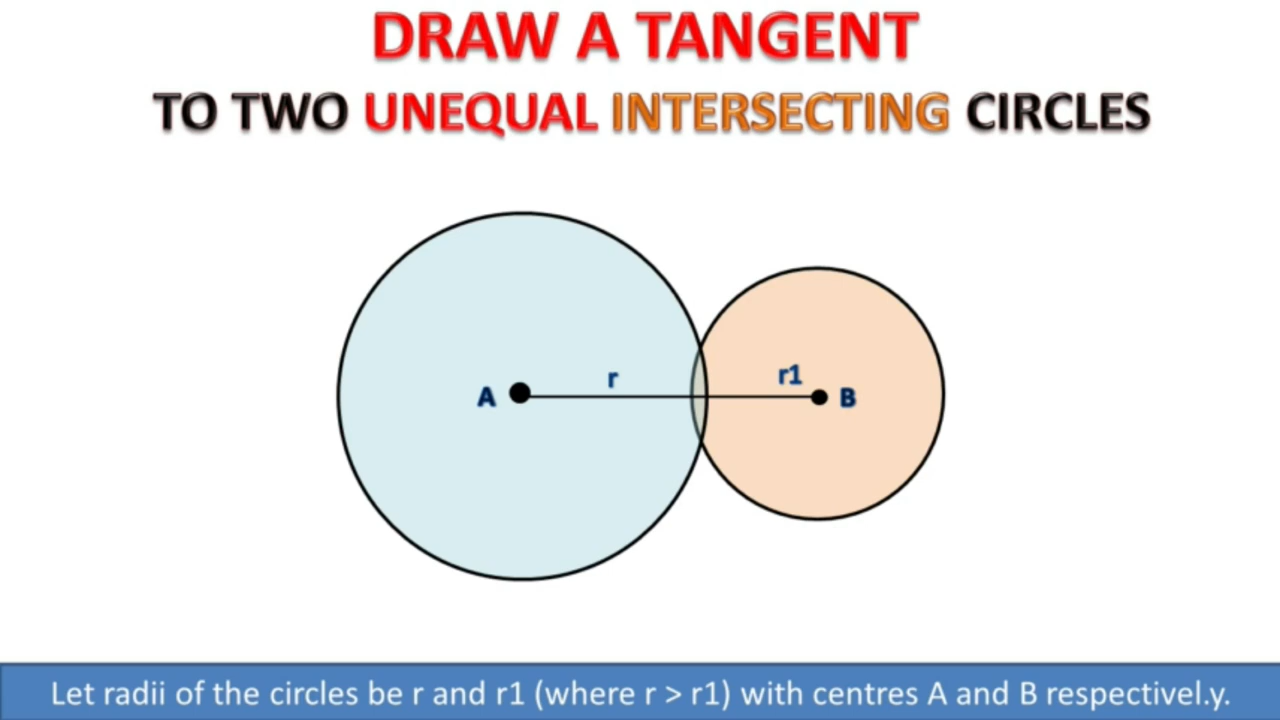 DRAW A TANGENT
TO TWO UNEQUAL INTERSECTING CIRCLES
r
r1
A
B
Let radii of the circles be r and r1 (where r > r1) with centres A and B respectivel.y.